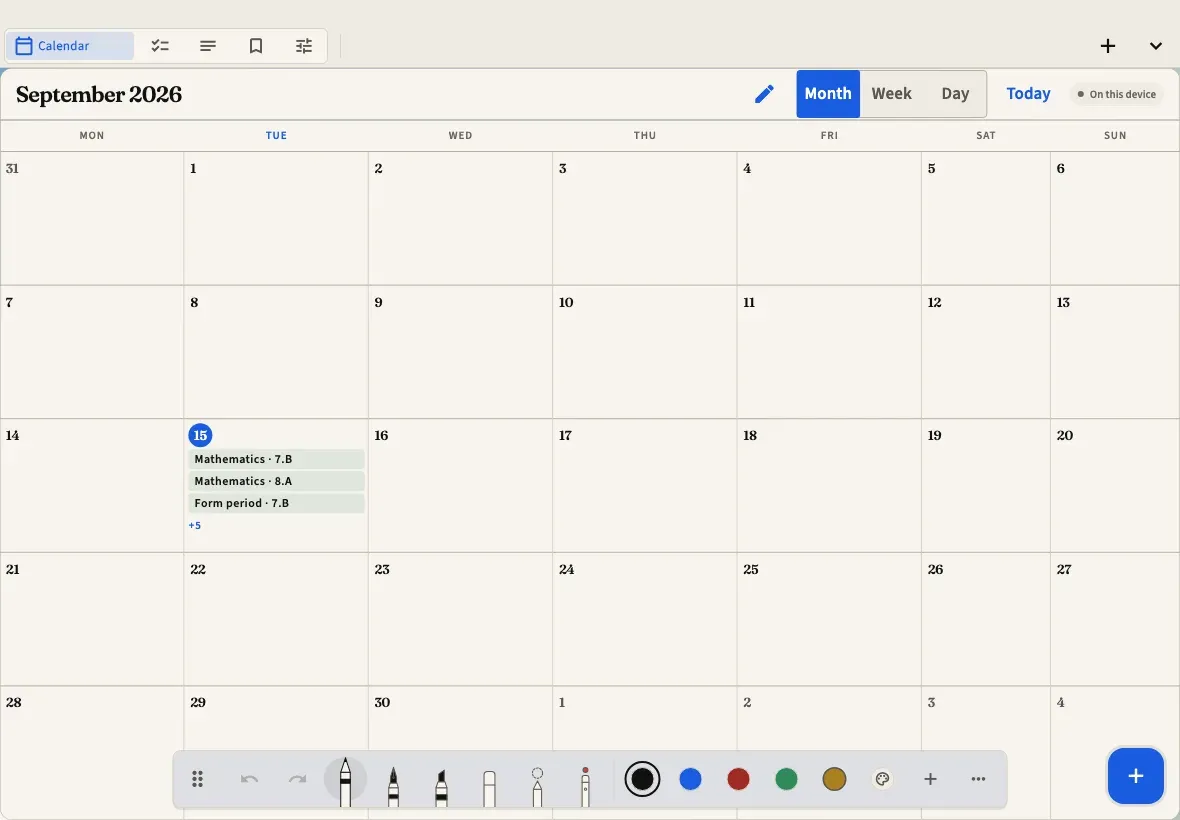 Calendar
September 2026
Month Week Day Today On this device
MON TUE WED THU FRI SAT SUN
31 1 2 3 4 5 6
7 8 9 10 11 12 13
14 15 16 17 18 19 20
Mathematics · 7.B
Mathematics · 8.A
Form period · 7.B
+5
21 22 23 24 25 26 27
28 29 30 1 2 3 4